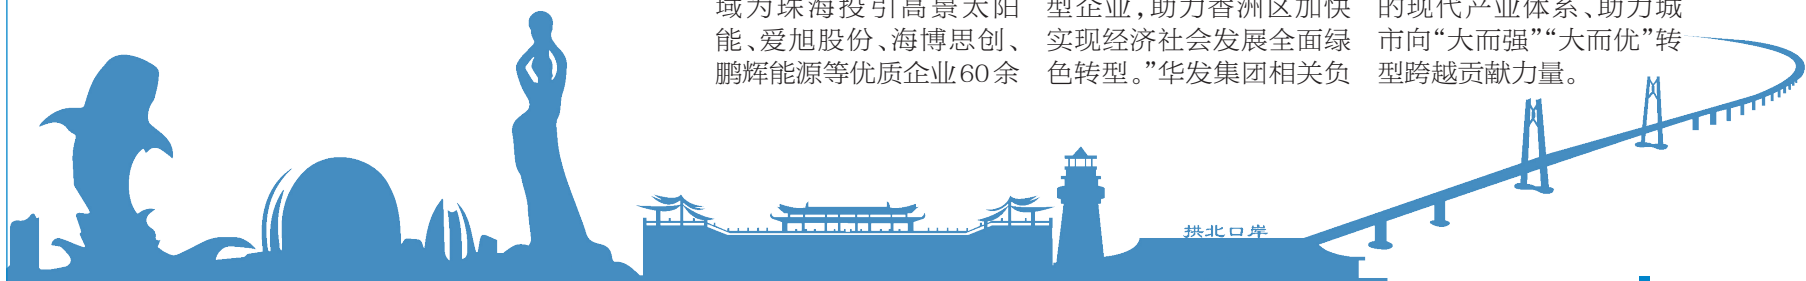 域为珠海投引高景太阳
能、爱旭股份、海博思创、
鹏辉能源等优质企业60余
型企业,助力香洲区加快
实现经济社会发展全面绿
色转型。”华发集团相关负
的现代产业体系、助力城
市向“大而强”“大而优”转
型跨越贡献力量。
拱北口岸